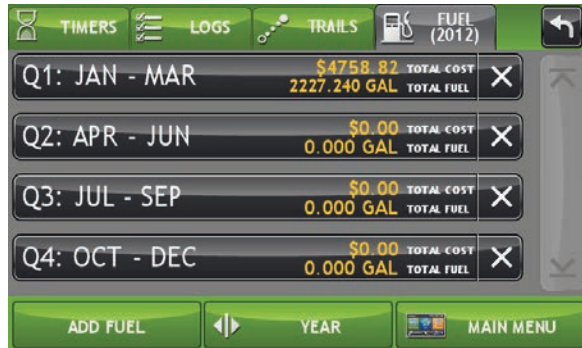 TIMERS
LOGS
TRAILS
FUEL
(2012)
Q1: JAN - MAR
$4758.82 TOTAL COST
2227.240 GAL TOTAL FUEL
Q2: APR - JUN
$0.00 TOTAL COST
0.000 GAL TOTAL FUEL
Q3: JUL - SEP
$0.00 TOTAL COST
0.000 GAL TOTAL FUEL
Q4: OCT - DEC
$0.00 TOTAL COST
0.000 GAL TOTAL FUEL
ADD FUEL
YEAR
MAIN MENU